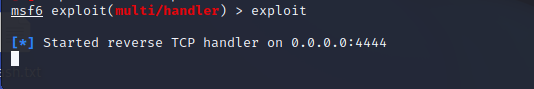 msf6 exploit(multi/handler) > exploit
[*] Started reverse TCP handler on 0.0.0.0:4444